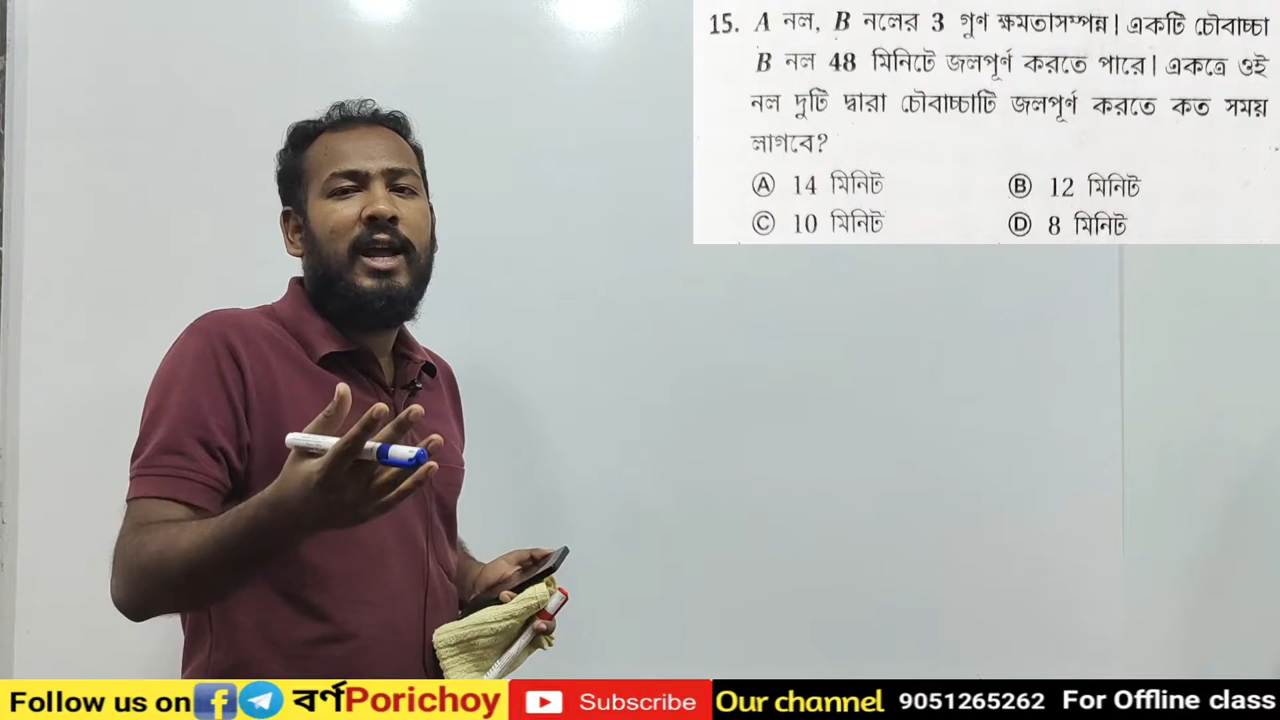 15. A নল, B নলের 3 গুণ ক্ষমতাসম্পন্ন। একটি চৌবাচ্চা
B নল 48 মিনিটে জলপূর্ণ করতে পারে। একত্রে ওই
নল দুটি দ্বারা চৌবাচ্চাটি জলপূর্ণ করতে কত সময়
লাগবে?
Ⓐ 14 মিনিট Ⓑ 12 মিনিট
Ⓒ 10 মিনিট Ⓓ 8 মিনিট
Follow us on বর্ণPorichoy Subscribe Our channel 9051265262 For Offline class